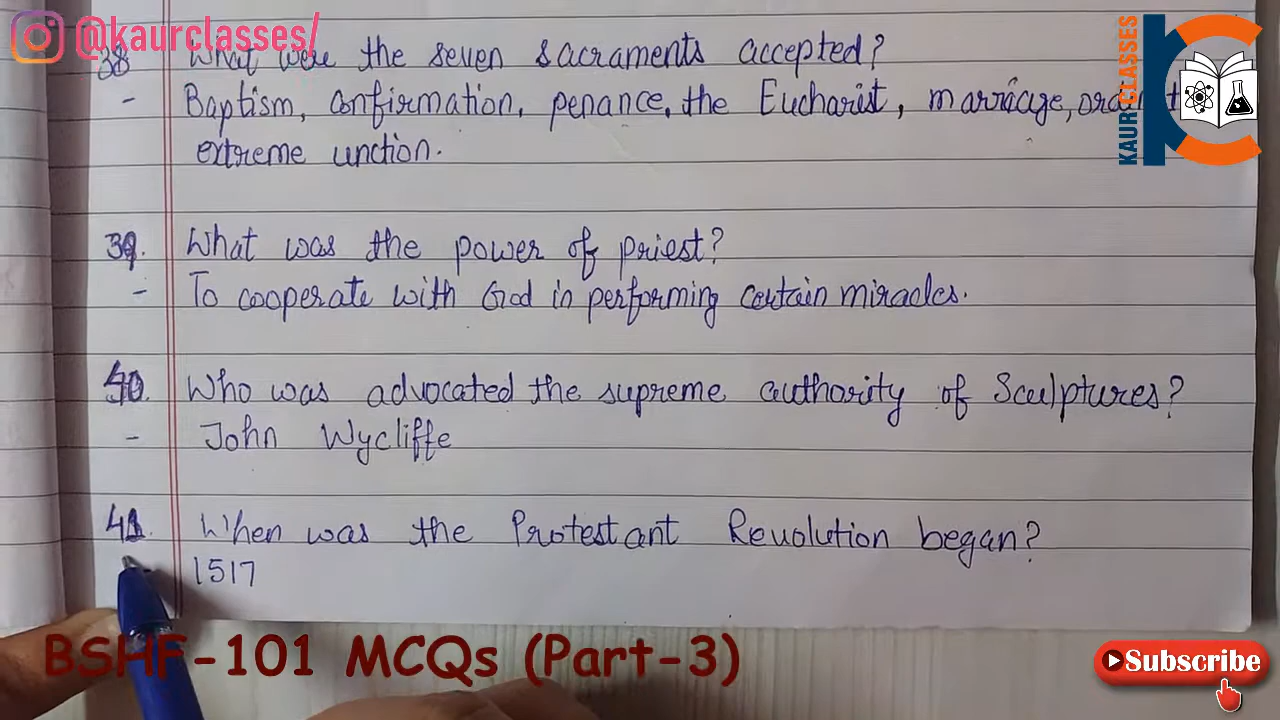 @kaurclasses/
38 What were the seven sacraments accepted?
- Baptism, confirmation, penance, the Eucharist, marriage,
extreme unction.
39. What was the power of priest?
- To cooperate with God in performing certain miracles.
40. Who was advocated the supreme authority of Sculptures?
- John Wycliffe
41. When was the Protestant Revolution began?
1517
KAUR CLASSES
BSHF-101 MCQs (Part-3)
Subscribe